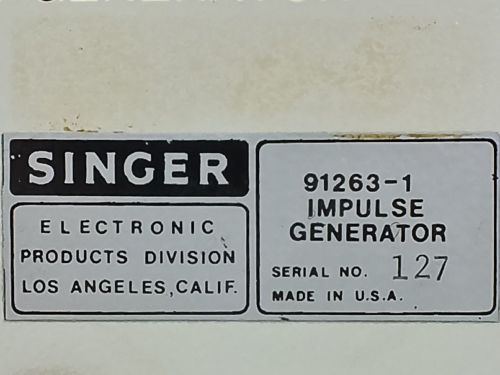 SINGER
ELECTRONIC
PRODUCTS DIVISION
LOS ANGELES, CALIF.
91263-1
IMPULSE
GENERATOR
SERIAL NO. 127
MADE IN U.S.A.